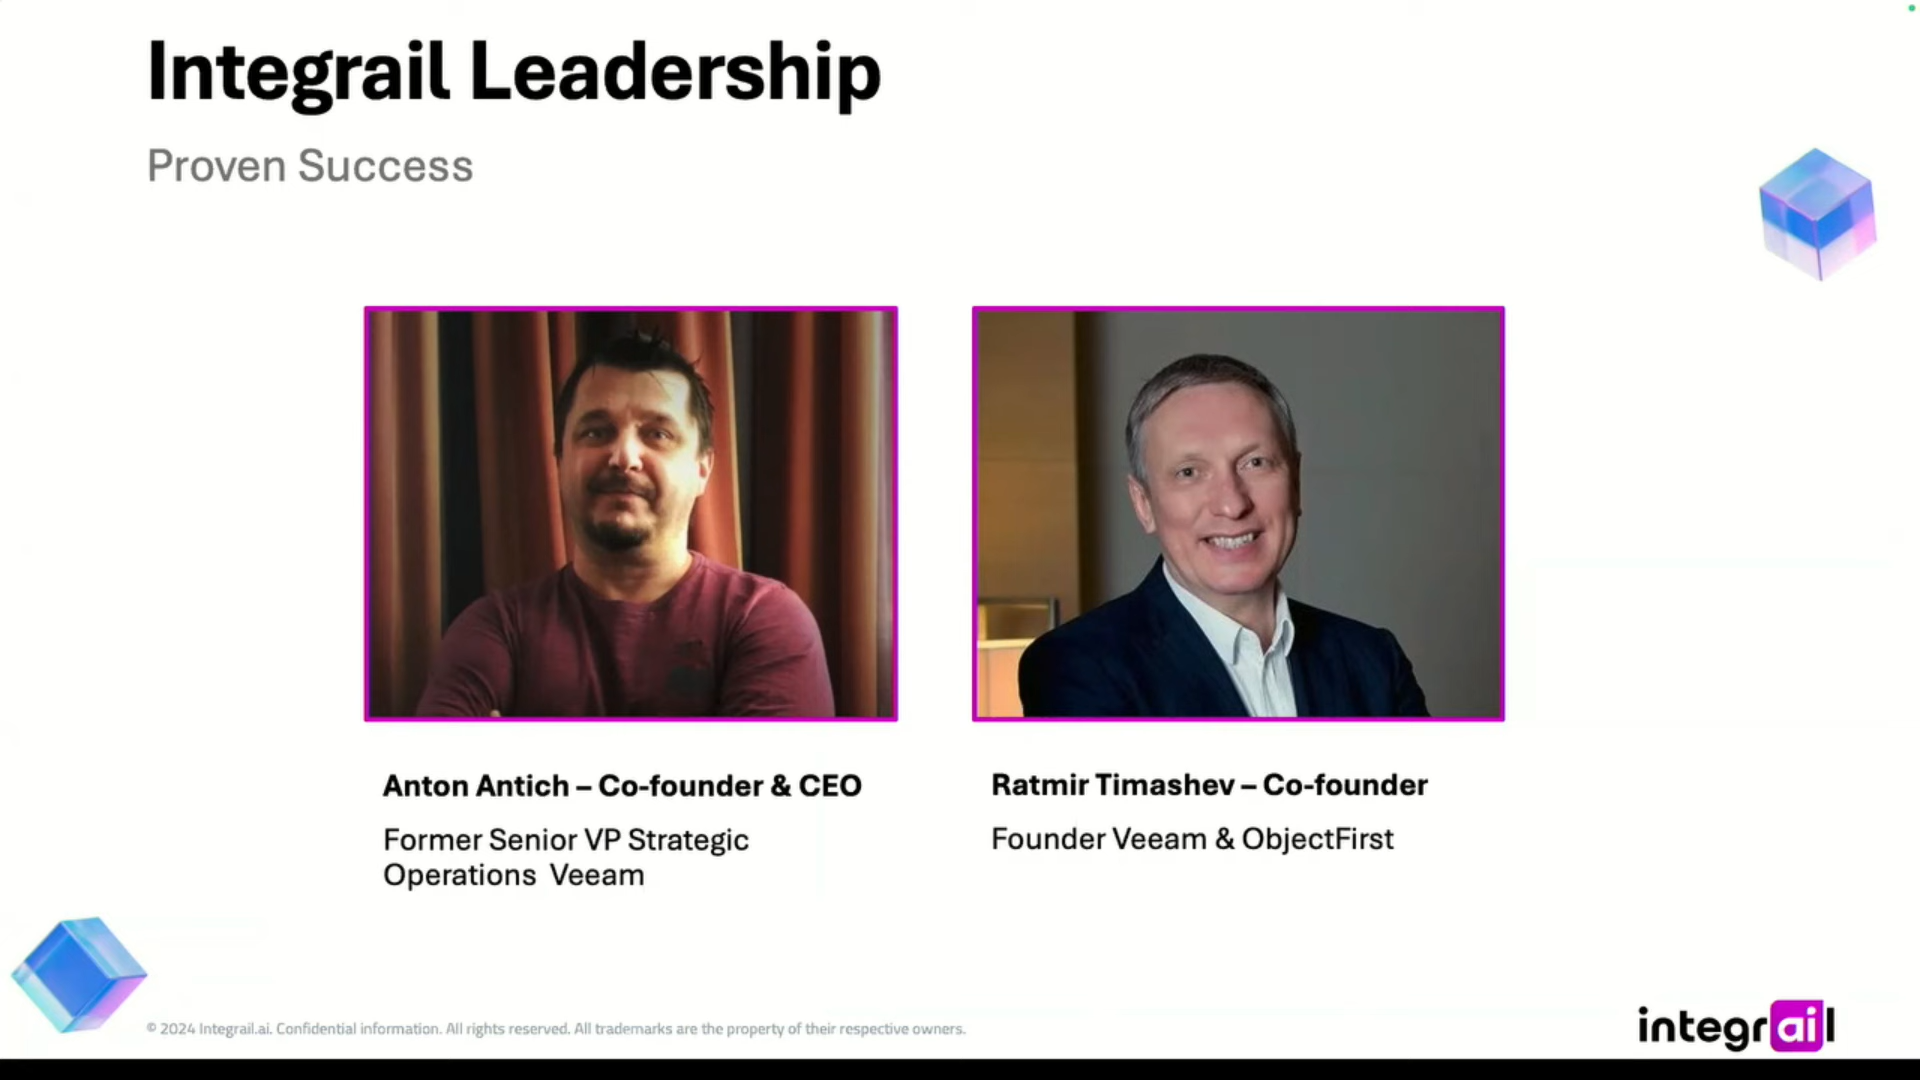 Integrail Leadership
Proven Success
Anton Antich – Co-founder & CEO
Former Senior VP Strategic
Operations Veeam
Ratmir Timashev – Co-founder
Founder Veeam & ObjectFirst
© 2024 Integrail.ai. Confidential information. All rights reserved. All trademarks are the property of their respective owners.
integrail